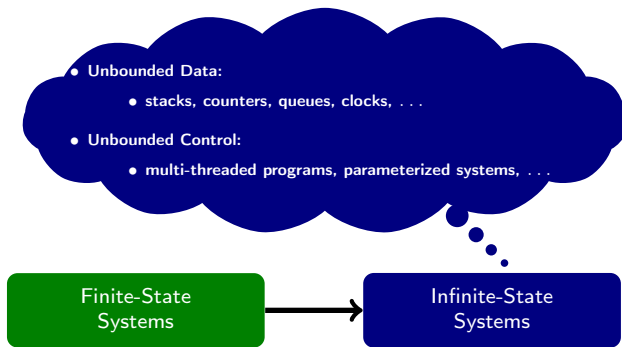 • Unbounded Data:
• stacks, counters, queues, clocks, . . .
• Unbounded Control:
• multi-threaded programs, parameterized systems, . . .
Finite-State
Systems
Infinite-State
Systems